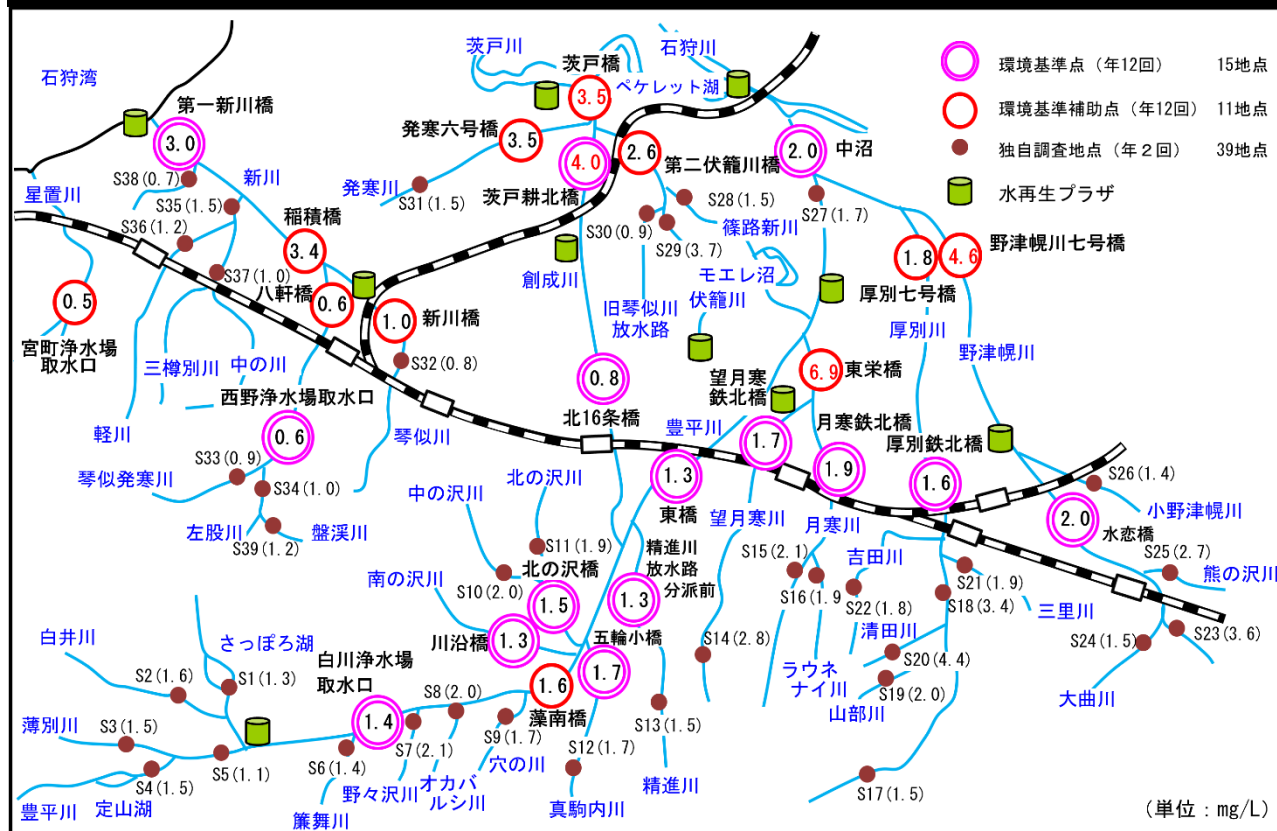 茨戸川
石狩川
茨戸橋
石狩湾
ペケレット湖
環境基準点（年12回）
15地点
第一新川橋
3.5
環境基準補助点（年12回）
11地点
発寒六号橋
3.5
3.0
4.0
2.6
第二伏籠川橋
2.0
中沼
独自調査地点（年２回）
39地点
S38(0.7)
新川
星置川
発寒川
茨戸耕北橋
水再生プラザ
S35(1.5)
S31(1.5)
S28(1.5)
S27(1.7)
S36(1.2)
稲積橋
S30(0.9)
篠路新川
S29(3.7)
野津幌川七号橋
3.4
創成川
モエレ沼
1.8
4.6
S37(1.0)
八軒橋
0.5
0.6
旧琴似川
放水路
伏籠川
厚別七号橋
1.0
新川橋
厚別川
宮町浄水場
取水口
野津幌川
三樽別川
中の川
S32(0.8)
0.8
6.9
東栄橋
西野浄水場取水口
望月寒
鉄北橋
軽川
北16条橋
豊平川
月寒鉄北橋
0.6
琴似川
1.7
厚別鉄北橋
S33(0.9)
1.9
S26(1.4)
琴似発寒川
S34(1.0)
北の沢川
1.3
1.6
中の沢川
東橋
小野津幌川
左股川
盤渓川
望月寒川
月寒川
2.0
水恋橋
S39(1.2)
S11(1.9)
精進川
放水路
S15(2.1)
吉田川
S25(2.7)
南の沢川
北の沢橋
分派前
S21(1.9)
熊の沢川
S10(2.0)
S16(1.9
S18(3.4)
1.5
1.3
S22(1.8)
三里川
白井川
さっぽろ湖
川沿橋
1.3
五輪小橋
清田川
S23(3.6)
S24(1.5)
白川浄水場
取水口
S14(2.8)
S20(4.4)
ラウネ
ナイ川
S2(1.6)
S1(1.3)
S8(2.0)
1.6
1.7
S19(2.0)
大曲川
薄別川
1.4
藻南橋
S13(1.5)
山部川
S3(1.5)
S7(2.1)
S9(1.7)
S12(1.7)
S5(1.1)
S6(1.4)
穴の川
S4(1.5)
オカバ
ルシ川
精進川
S17(1.5)
豊平川
定山湖
野々沢川
簾舞川
真駒内川
（単位：mg/L）